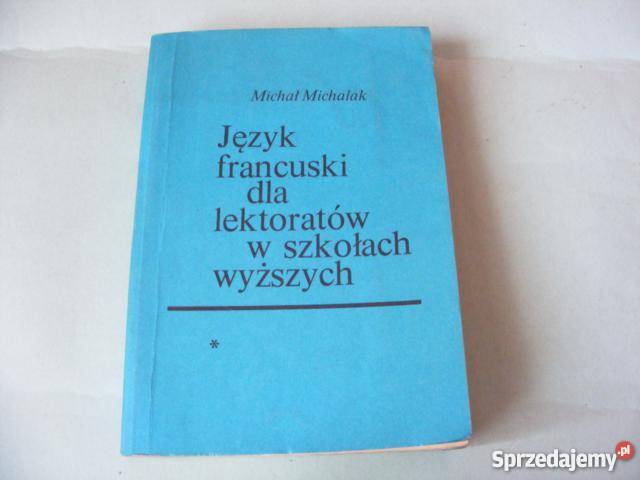 Michał Michalak
Język
francuski
dla
lektoratów
w szkołach
wyższych
*
Sprzedajemy.pl